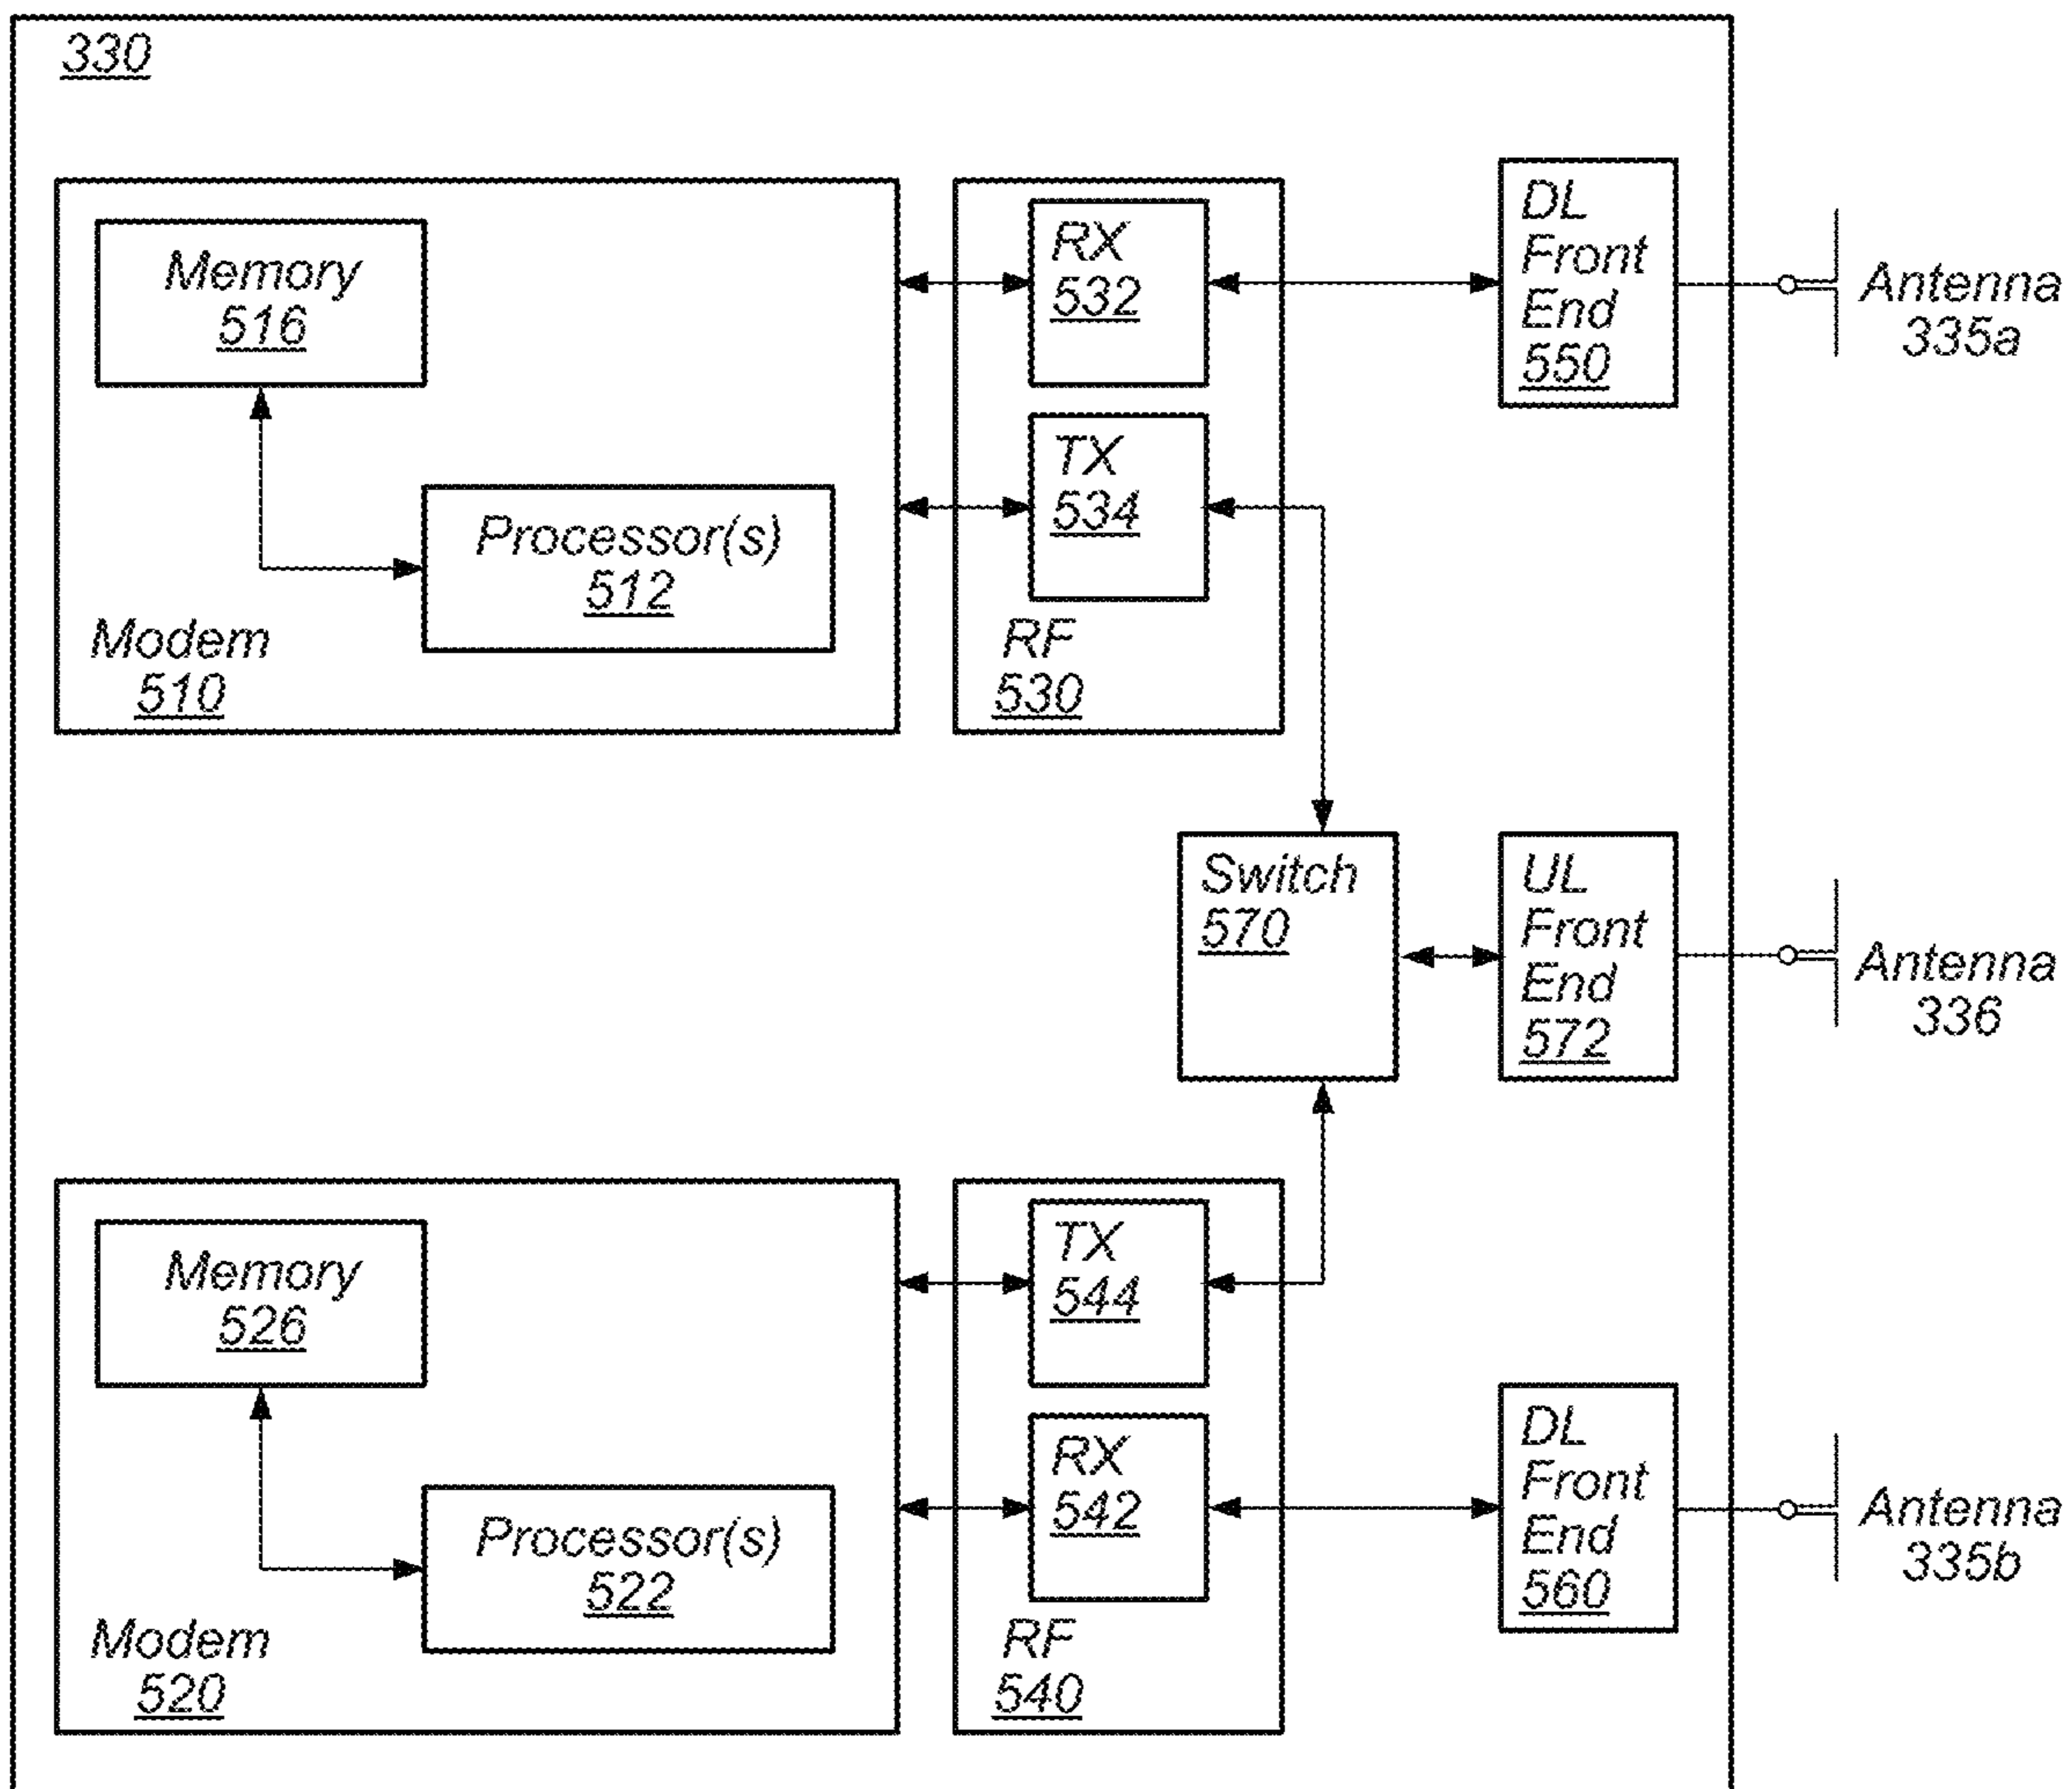 330
Memory
516
Processor(s)
512
Modem
510
RX
532
TX
534
RF
530
DL
Front
End
550
Antenna
335a
Switch
570
UL
Front
End
572
Antenna
336
Memory
526
Processor(s)
522
Modem
520
TX
544
RX
542
RF
540
DL
Front
End
560
Antenna
335b